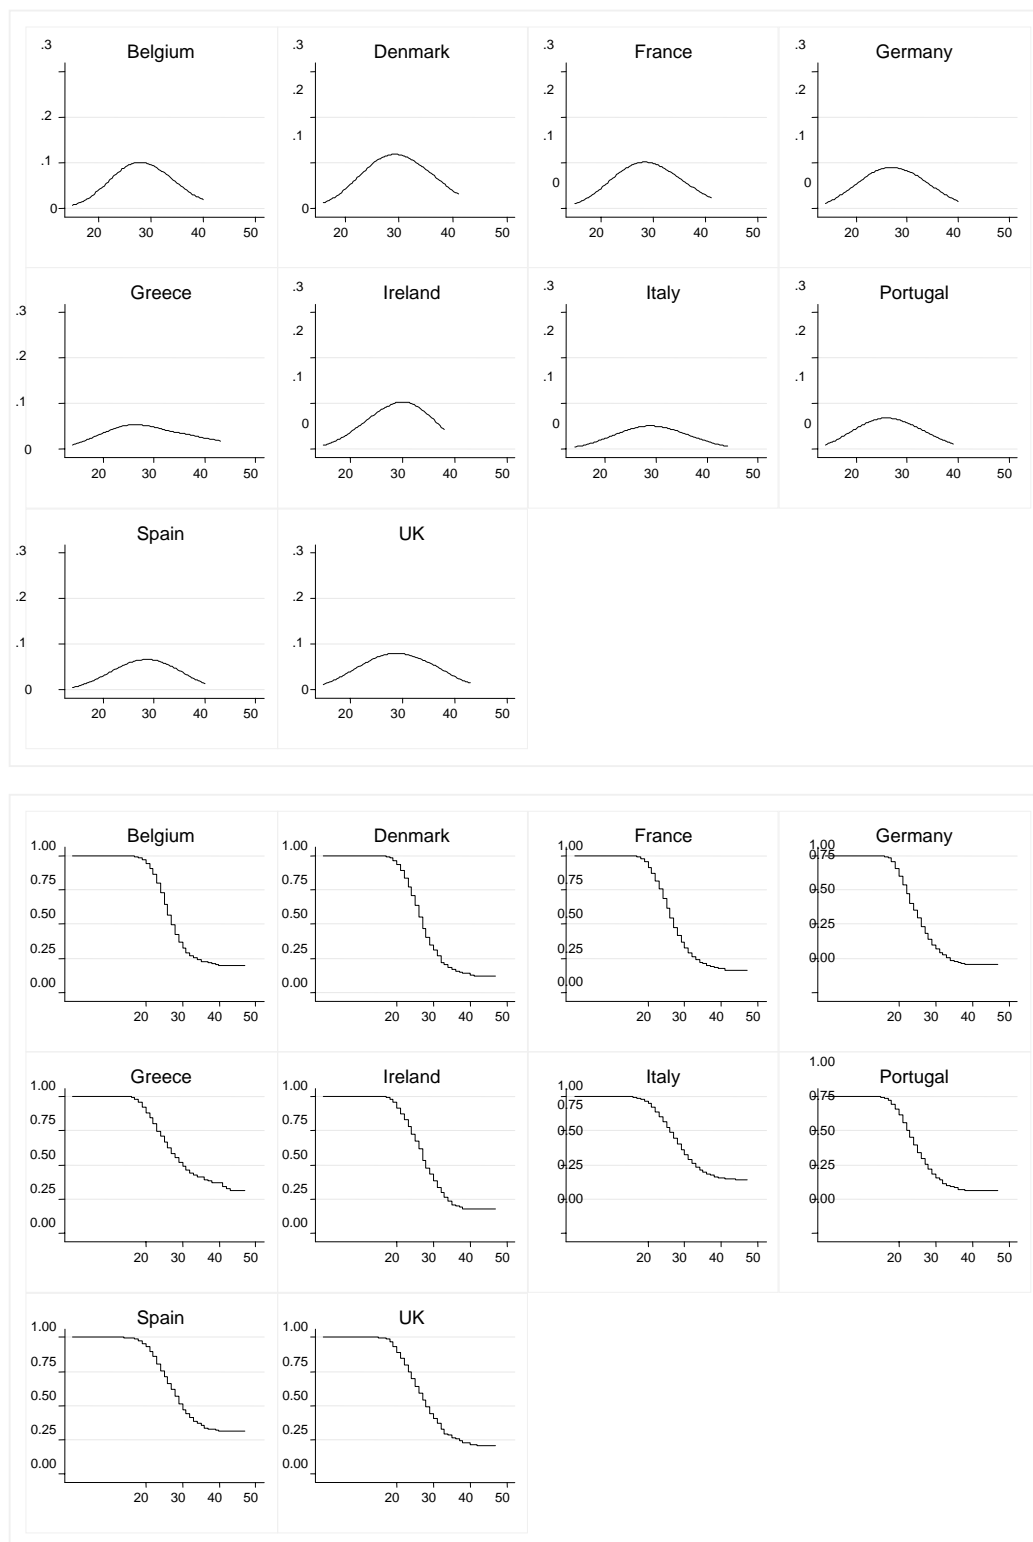 .3 Belgium
.2
.1
0
20 30 40 50
.3 Denmark
.2
.1
0
20 30 40 50
.3 France
.2
.1
0
20 30 40 50
.3 Germany
.2
.1
0
20 30 40 50
Greece
.3
.2
.1
0
20 30 40 50
.3 Ireland
.2
.1
0
20 30 40 50
.3 Italy
.2
.1
0
20 30 40 50
.3 Portugal
.2
.1
0
20 30 40 50
Spain
.3
.2
.1
0
20 30 40 50
UK
.3
.2
.1
0
20 30 40 50
Belgium
1.00
0.75
0.50
0.25
0.00
20 30 40 50
Denmark
1.00
0.75
0.50
0.25
0.00
20 30 40 50
France
1.00
0.75
0.50
0.25
0.00
20 30 40 50
Germany
1.00
0.75
0.50
0.25
0.00
20 30 40 50
Greece
1.00
0.75
0.50
0.25
0.00
20 30 40 50
Ireland
1.00
0.75
0.50
0.25
0.00
20 30 40 50
Italy
1.00
0.75
0.50
0.25
0.00
20 30 40 50
1.00
Portugal
0.75
0.50
0.25
0.00
20 30 40 50
Spain
1.00
0.75
0.50
0.25
0.00
20 30 40 50
UK
1.00
0.75
0.50
0.25
0.00
20 30 40 50